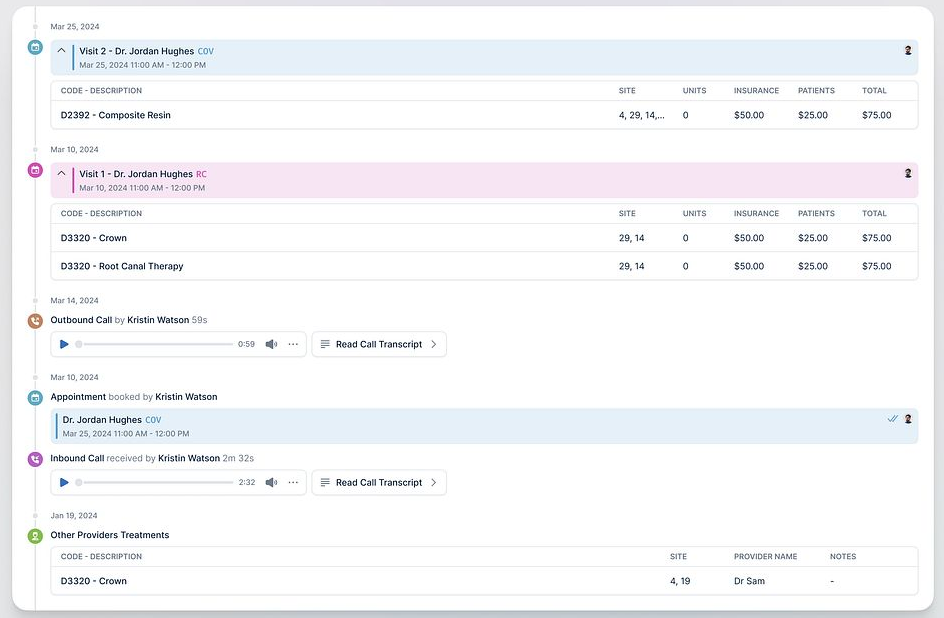 Mar 25, 2024
Visit 2 - Dr. Jordan Hughes COV
Mar 25, 2024 11:00 AM - 12:00 PM
CODE - DESCRIPTION SITE UNITS INSURANCE PATIENTS TOTAL
D2392 - Composite Resin 4, 29, 14,... 0 $50.00 $25.00 $75.00
Mar 10, 2024
Visit 1 - Dr. Jordan Hughes RC
Mar 10, 2024 11:00 AM - 12:00 PM
CODE - DESCRIPTION SITE UNITS INSURANCE PATIENTS TOTAL
D3320 - Crown 29, 14 0 $50.00 $25.00 $75.00
D3320 - Root Canal Therapy 29, 14 0 $50.00 $25.00 $75.00
Mar 14, 2024
Outbound Call by Kristin Watson 59s
0:59 Read Call Transcript
Mar 10, 2024
Appointment booked by Kristin Watson
Dr. Jordan Hughes COV
Mar 25, 2024 11:00 AM - 12:00 PM
Inbound Call received by Kristin Watson 2m 32s
2:32 Read Call Transcript
Jan 19, 2024
Other Providers Treatments
CODE - DESCRIPTION SITE PROVIDER NAME NOTES
D3320 - Crown 4, 19 Dr Sam -